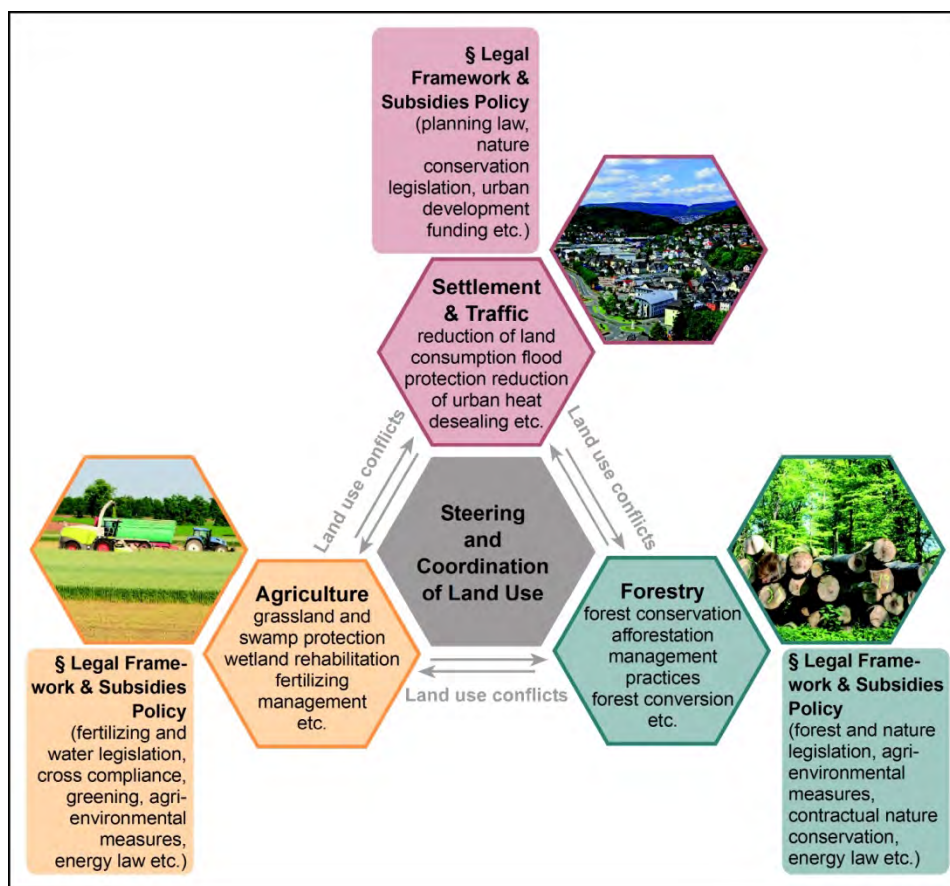 § Legal
Framework &
Subsidies Policy
(planning law,
nature
conservation
legislation, urban
development
funding etc.)
Settlement
& Traffic
reduction of land
consumption flood
protection reduction
of urban heat
desealing etc.
Land use conflicts
Land use conflicts
Steering
and
Coordination
of Land Use
Agriculture
grassland and
swamp protection
wetland rehabilitation
fertilizing
management
etc.
Forestry
forest conservation
afforestation
management
practices
forest conversion
etc.
Land use conflicts
§ Legal Frame-
work & Subsidies
Policy
(fertilizing and
water legislation,
cross compliance,
greening, agri-
environmental
measures,
energy law etc.)
§ Legal Frame-
work & Subsidies
Policy
(forest and nature
legislation, agri-
environmental
measures,
contractual nature
conservation,
energy law etc.)